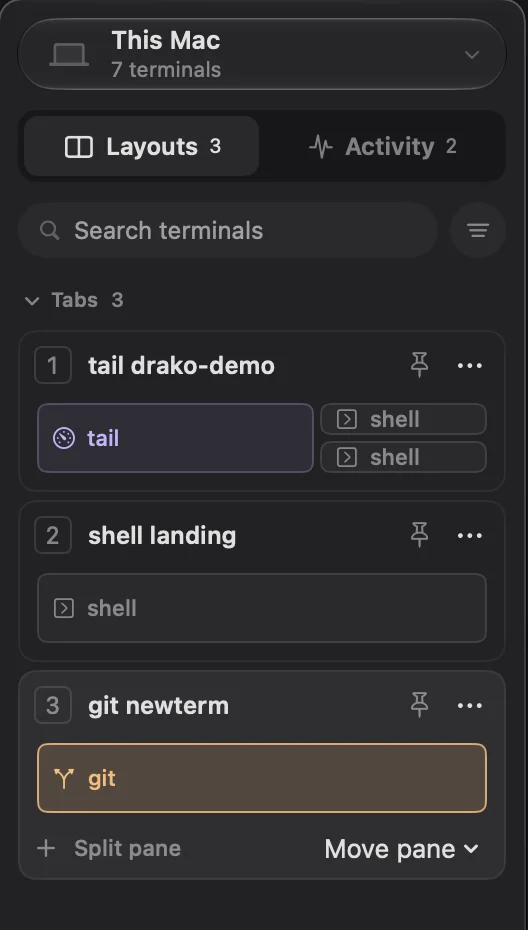 This Mac
7 terminals
Layouts 3
Activity 2
Search terminals
Tabs 3
1 tail drako-demo
tail
shell
shell
2 shell landing
shell
3 git newterm
git
Split pane
Move pane